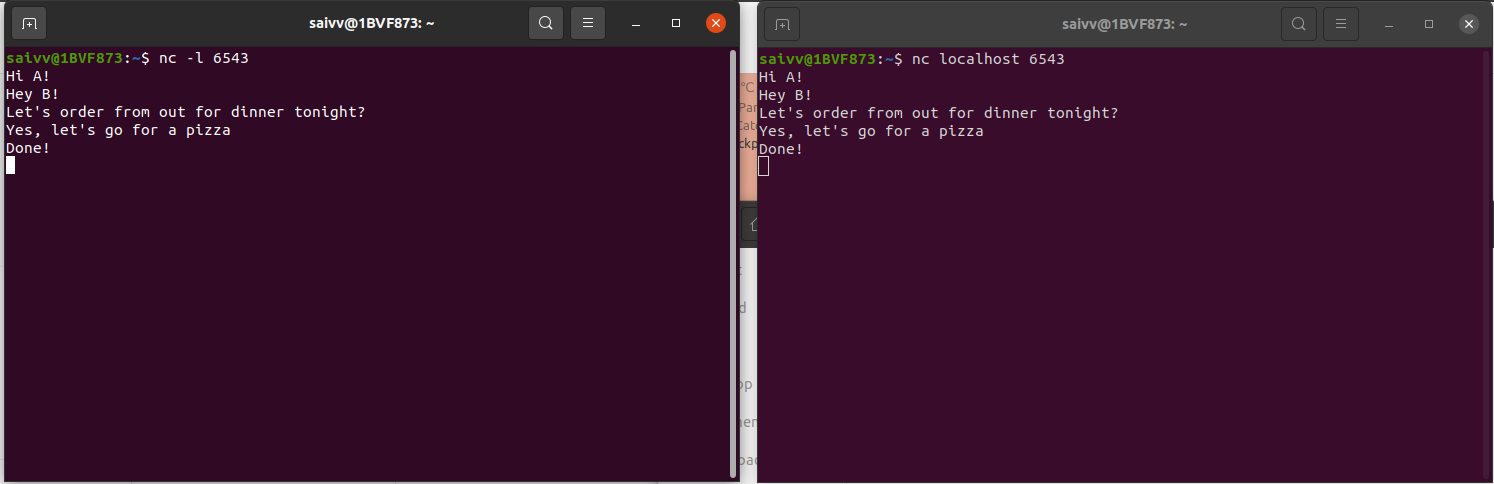 saivv@1BVF873: ~
saivv@1BVF873:~$ nc -l 6543
Hi A!
Hey B!
Let's order from out for dinner tonight?
Yes, let's go for a pizza
Done!
saivv@1BVF873: ~
saivv@1BVF873:~$ nc localhost 6543
Hi A!
Hey B!
Let's order from out for dinner tonight?
Yes, let's go for a pizza
Done!
°C